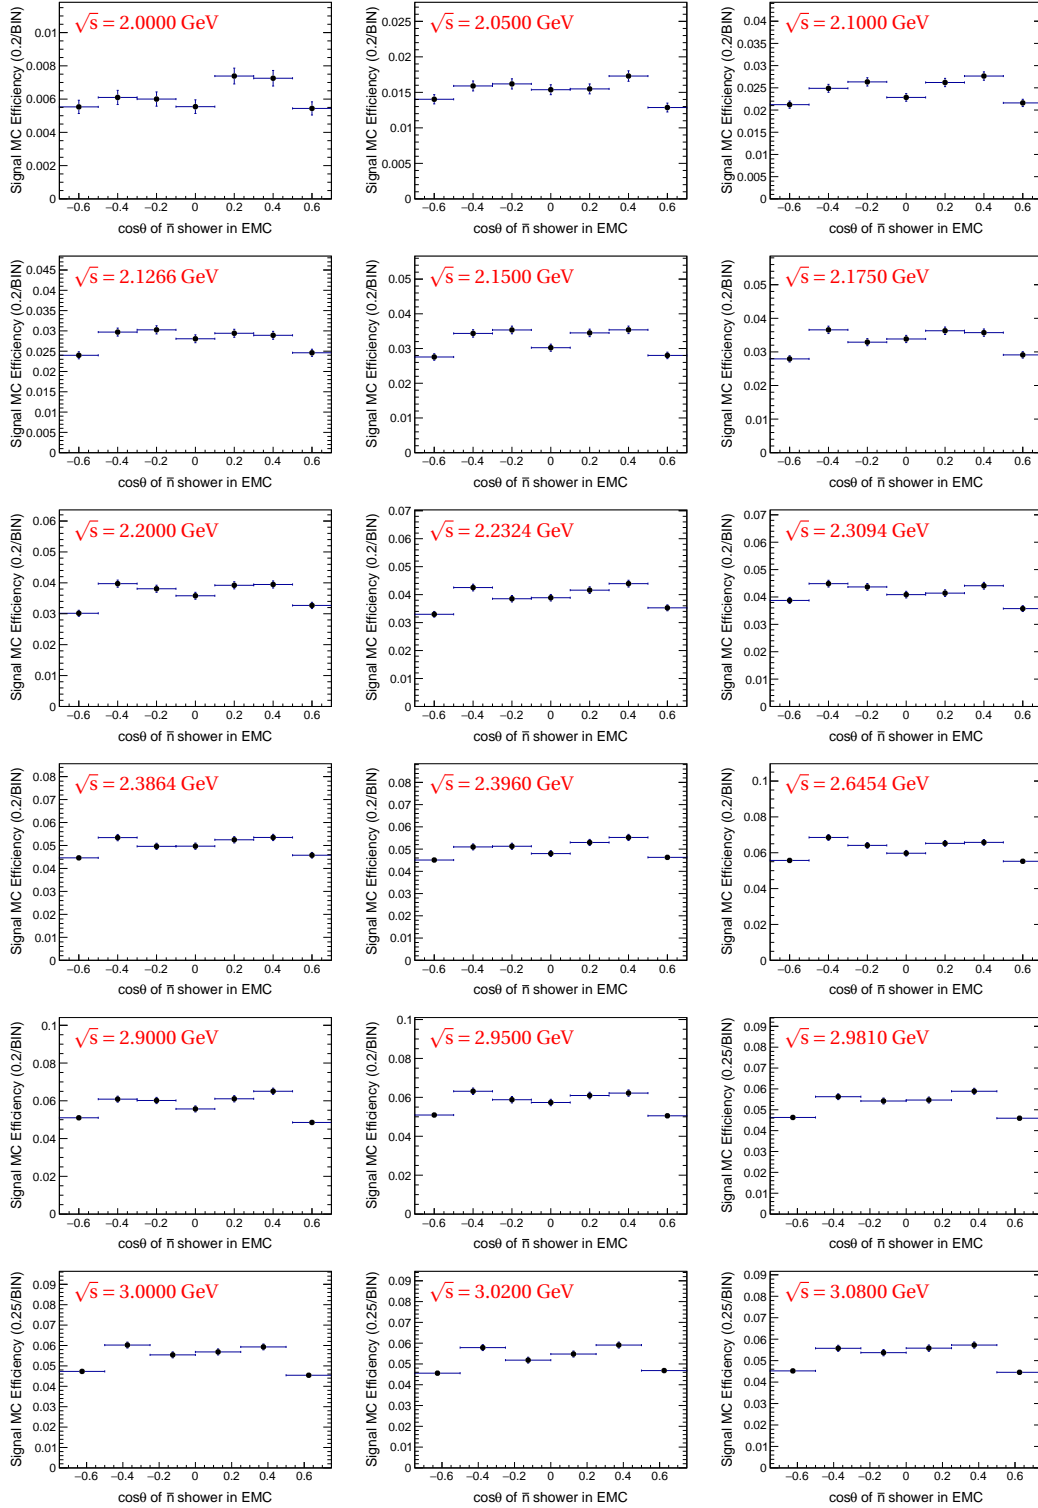 √s = 2.0000 GeV
Signal MC Efficiency (0.2/BIN)
0.01
0.008
0.006
0.004
0.002
0
−0.6 −0.4 −0.2 0 0.2 0.4 0.6
cosθ of n̄ shower in EMC
√s = 2.0500 GeV
Signal MC Efficiency (0.2/BIN)
0.025
0.02
0.015
0.01
0.005
0
−0.6 −0.4 −0.2 0 0.2 0.4 0.6
cosθ of n̄ shower in EMC
√s = 2.1000 GeV
Signal MC Efficiency (0.2/BIN)
0.04
0.035
0.03
0.025
0.02
0.015
0.01
0.005
0
−0.6 −0.4 −0.2 0 0.2 0.4 0.6
cosθ of n̄ shower in EMC
√s = 2.1266 GeV
Signal MC Efficiency (0.2/BIN)
0.045
0.04
0.035
0.03
0.025
0.02
0.015
0.01
0.005
0
−0.6 −0.4 −0.2 0 0.2 0.4 0.6
cosθ of n̄ shower in EMC
√s = 2.1500 GeV
Signal MC Efficiency (0.2/BIN)
0.05
0.04
0.03
0.02
0.01
0
−0.6 −0.4 −0.2 0 0.2 0.4 0.6
cosθ of n̄ shower in EMC
√s = 2.1750 GeV
Signal MC Efficiency (0.2/BIN)
0.05
0.04
0.03
0.02
0.01
0
−0.6 −0.4 −0.2 0 0.2 0.4 0.6
cosθ of n̄ shower in EMC
√s = 2.2000 GeV
Signal MC Efficiency (0.2/BIN)
0.06
0.05
0.04
0.03
0.02
0.01
0
−0.6 −0.4 −0.2 0 0.2 0.4 0.6
cosθ of n̄ shower in EMC
√s = 2.2324 GeV
Signal MC Efficiency (0.2/BIN)
0.07
0.06
0.05
0.04
0.03
0.02
0.01
0
−0.6 −0.4 −0.2 0 0.2 0.4 0.6
cosθ of n̄ shower in EMC
√s = 2.3094 GeV
Signal MC Efficiency (0.2/BIN)
0.07
0.06
0.05
0.04
0.03
0.02
0.01
0
−0.6 −0.4 −0.2 0 0.2 0.4 0.6
cosθ of n̄ shower in EMC
√s = 2.3864 GeV
Signal MC Efficiency (0.2/BIN)
0.08
0.07
0.06
0.05
0.04
0.03
0.02
0.01
0
−0.6 −0.4 −0.2 0 0.2 0.4 0.6
cosθ of n̄ shower in EMC
√s = 2.3960 GeV
Signal MC Efficiency (0.2/BIN)
0.08
0.07
0.06
0.05
0.04
0.03
0.02
0.01
0
−0.6 −0.4 −0.2 0 0.2 0.4 0.6
cosθ of n̄ shower in EMC
√s = 2.6454 GeV
Signal MC Efficiency (0.2/BIN)
0.1
0.08
0.06
0.04
0.02
0
−0.6 −0.4 −0.2 0 0.2 0.4 0.6
cosθ of n̄ shower in EMC
√s = 2.9000 GeV
Signal MC Efficiency (0.2/BIN)
0.1
0.08
0.06
0.04
0.02
0
−0.6 −0.4 −0.2 0 0.2 0.4 0.6
cosθ of n̄ shower in EMC
√s = 2.9500 GeV
Signal MC Efficiency (0.2/BIN)
0.1
0.08
0.06
0.04
0.02
0
−0.6 −0.4 −0.2 0 0.2 0.4 0.6
cosθ of n̄ shower in EMC
√s = 2.9810 GeV
Signal MC Efficiency (0.25/BIN)
0.09
0.08
0.07
0.06
0.05
0.04
0.03
0.02
0.01
0
−0.6 −0.4 −0.2 0 0.2 0.4 0.6
cosθ of n̄ shower in EMC
√s = 3.0000 GeV
Signal MC Efficiency (0.25/BIN)
0.09
0.08
0.07
0.06
0.05
0.04
0.03
0.02
0.01
0
−0.6 −0.4 −0.2 0 0.2 0.4 0.6
cosθ of n̄ shower in EMC
√s = 3.0200 GeV
Signal MC Efficiency (0.25/BIN)
0.09
0.08
0.07
0.06
0.05
0.04
0.03
0.02
0.01
0
−0.6 −0.4 −0.2 0 0.2 0.4 0.6
cosθ of n̄ shower in EMC
√s = 3.0800 GeV
Signal MC Efficiency (0.25/BIN)
0.09
0.08
0.07
0.06
0.05
0.04
0.03
0.02
0.01
0
−0.6 −0.4 −0.2 0 0.2 0.4 0.6
cosθ of n̄ shower in EMC